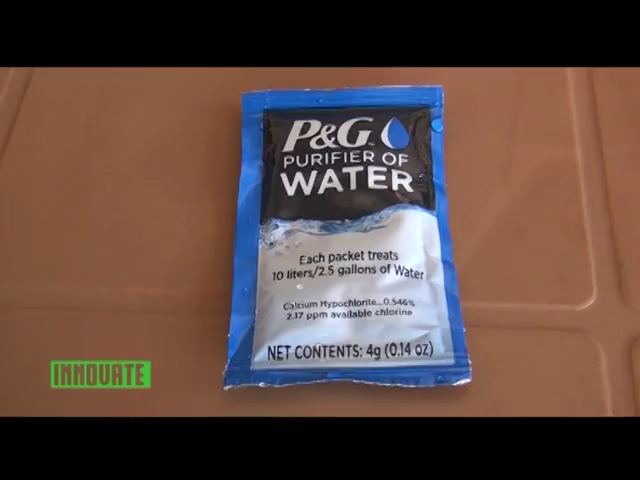 P&G
PURIFIER OF
WATER
Each packet treats
10 liters/2.5 gallons of Water
Calcium Hypochlorite..0.546%
2.17 ppm available chlorine
NET CONTENTS: 4g (0.14 oz)
INNOVATE